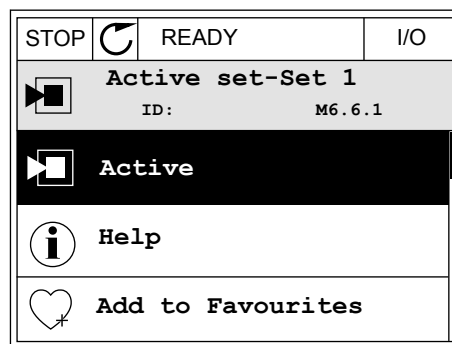 STOP READY I/O
Active set-Set 1
ID: M6.6.1
Active
Help
Add to Favourites